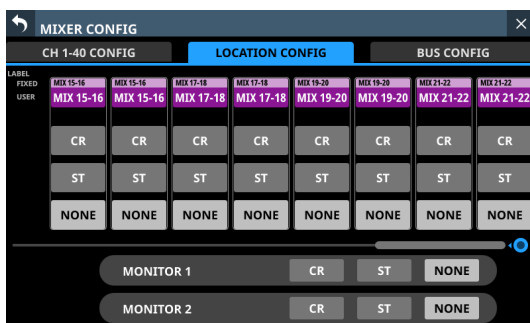 MIXER CONFIG
CH 1-40 CONFIG LOCATION CONFIG BUS CONFIG
LABEL
FIXED MIX 15-16 MIX 15-16 MIX 17-18 MIX 17-18 MIX 19-20 MIX 19-20 MIX 21-22 MIX 21-22
USER MIX 15-16 MIX 15-16 MIX 17-18 MIX 17-18 MIX 19-20 MIX 19-20 MIX 21-22 MIX 21-22
CR CR CR CR CR CR CR CR
ST ST ST ST ST ST ST ST
NONE NONE NONE NONE NONE NONE NONE NONE
MONITOR 1 CR ST NONE
MONITOR 2 CR ST NONE